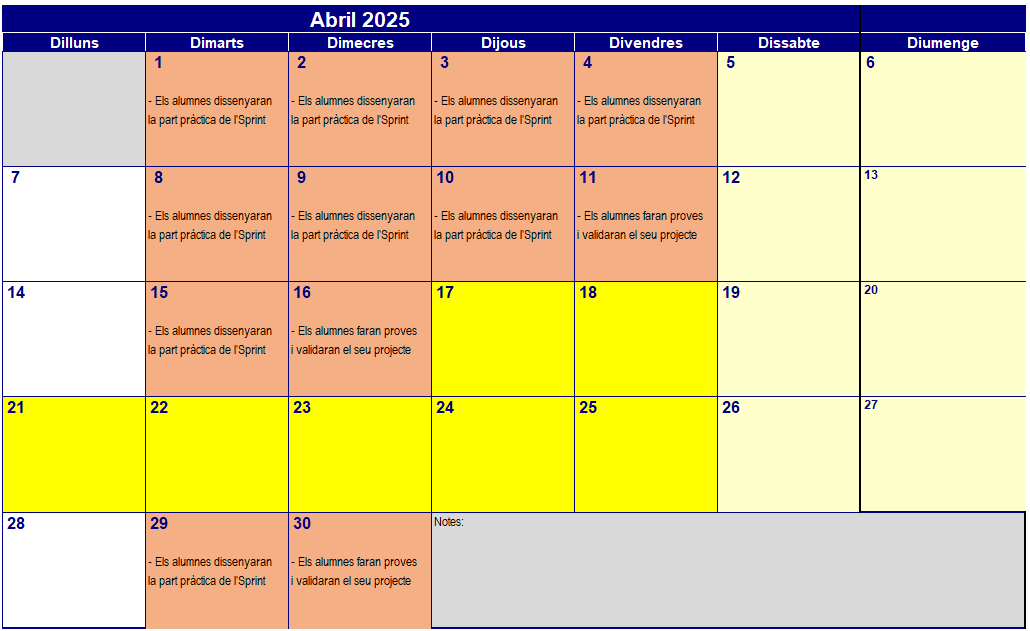 Abril 2025
Dilluns Dimarts Dimecres Dijous Divendres Dissabte Diumenge
1 2 3 4 5 6
- Els alumnes dissenyaran - Els alumnes dissenyaran - Els alumnes dissenyaran - Els alumnes dissenyaran
la part pràctica de l'Sprint la part pràctica de l'Sprint la part pràctica de l'Sprint la part pràctica de l'Sprint
7 8 9 10 11 12 13
- Els alumnes dissenyaran - Els alumnes dissenyaran - Els alumnes dissenyaran - Els alumnes faran proves
la part pràctica de l'Sprint la part pràctica de l'Sprint la part pràctica de l'Sprint i validaran el seu projecte
14 15 16 17 18 19 20
- Els alumnes dissenyaran - Els alumnes faran proves
la part pràctica de l'Sprint i validaran el seu projecte
21 22 23 24 25 26 27
28 29 30 Notes:
- Els alumnes dissenyaran - Els alumnes faran proves
la part pràctica de l'Sprint i validaran el seu projecte